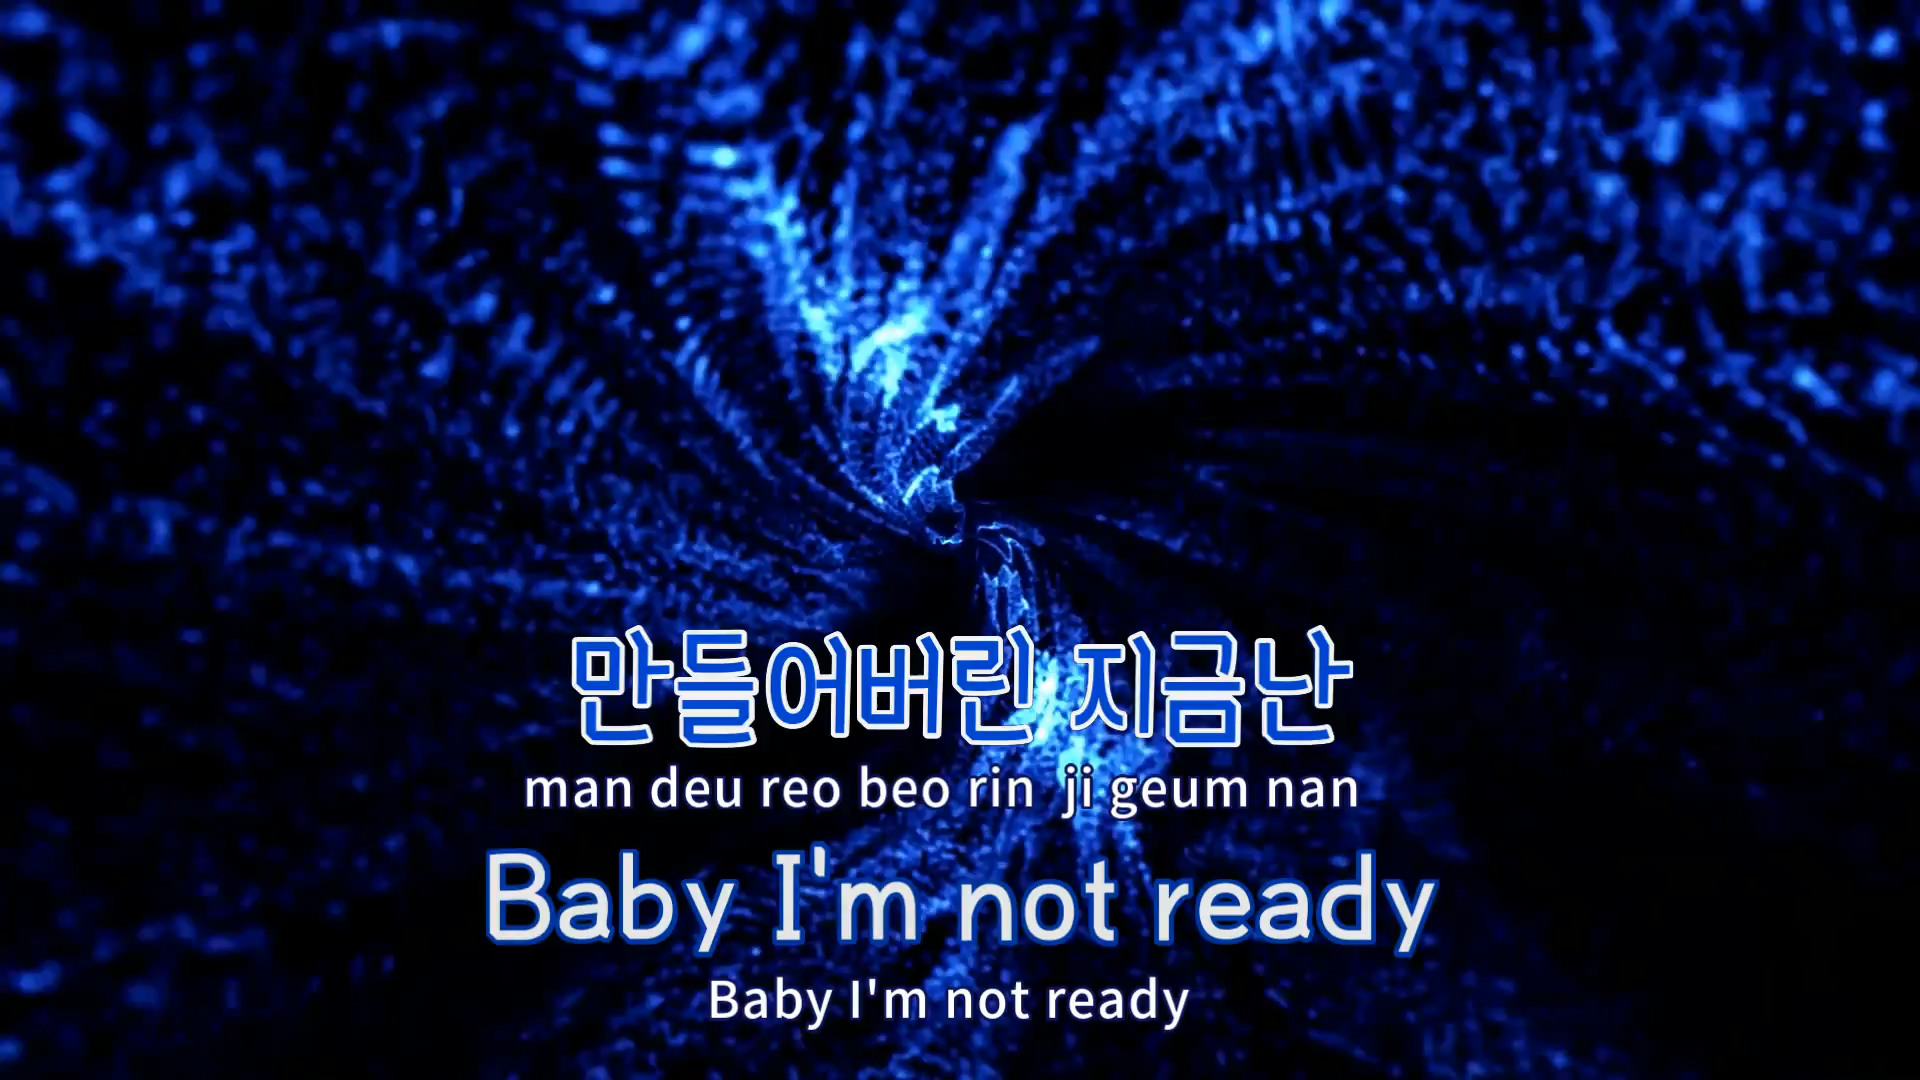 만들어버린 지금난
man deu reo beo rin  ji geum nan
Baby I'm not ready
Baby I'm not ready